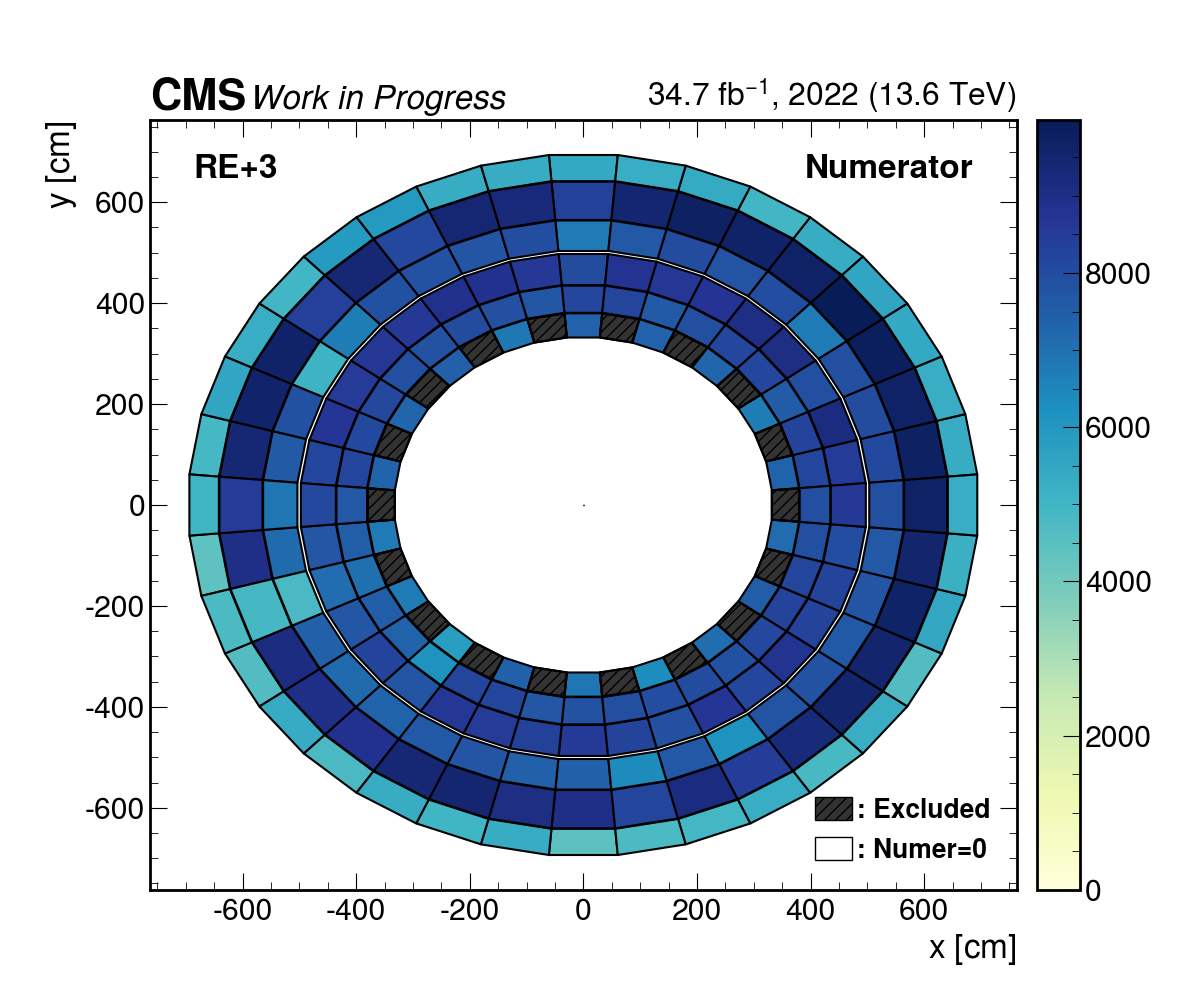 CMS Work in Progress 34.7 fb⁻¹, 2022 (13.6 TeV)
y [cm]
RE+3 Numerator
600
400
200
0
-200
-400
-600
: Excluded
: Numer=0
-600 -400 -200 0 200 400 600
x [cm]
8000
6000
4000
2000
0